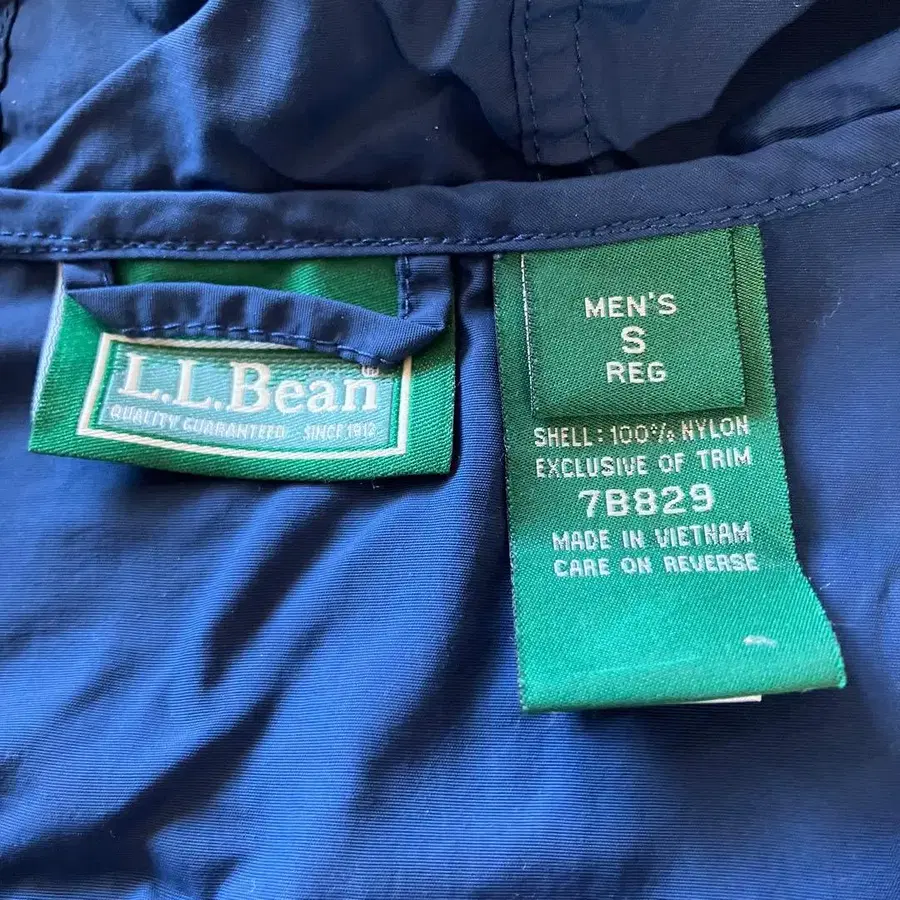 L.L.Bean®
QUALITY GUARANTEED SINCE 1912
MEN'S
S
REG
SHELL: 100% NYLON
EXCLUSIVE OF TRIM
7B829
MADE IN VIETNAM
CARE ON REVERSE